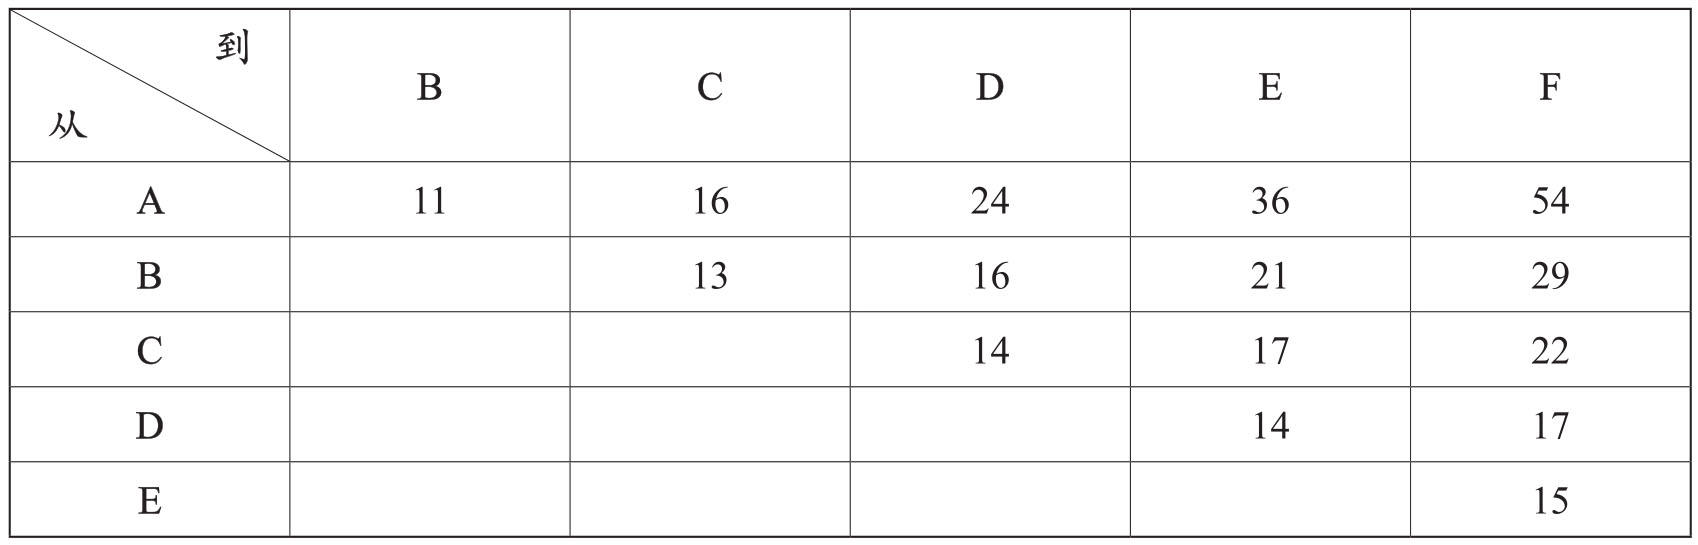 到
从 B C D E F
A 11 16 24 36 54
B 13 16 21 29
C 14 17 22
D 14 17
E 15